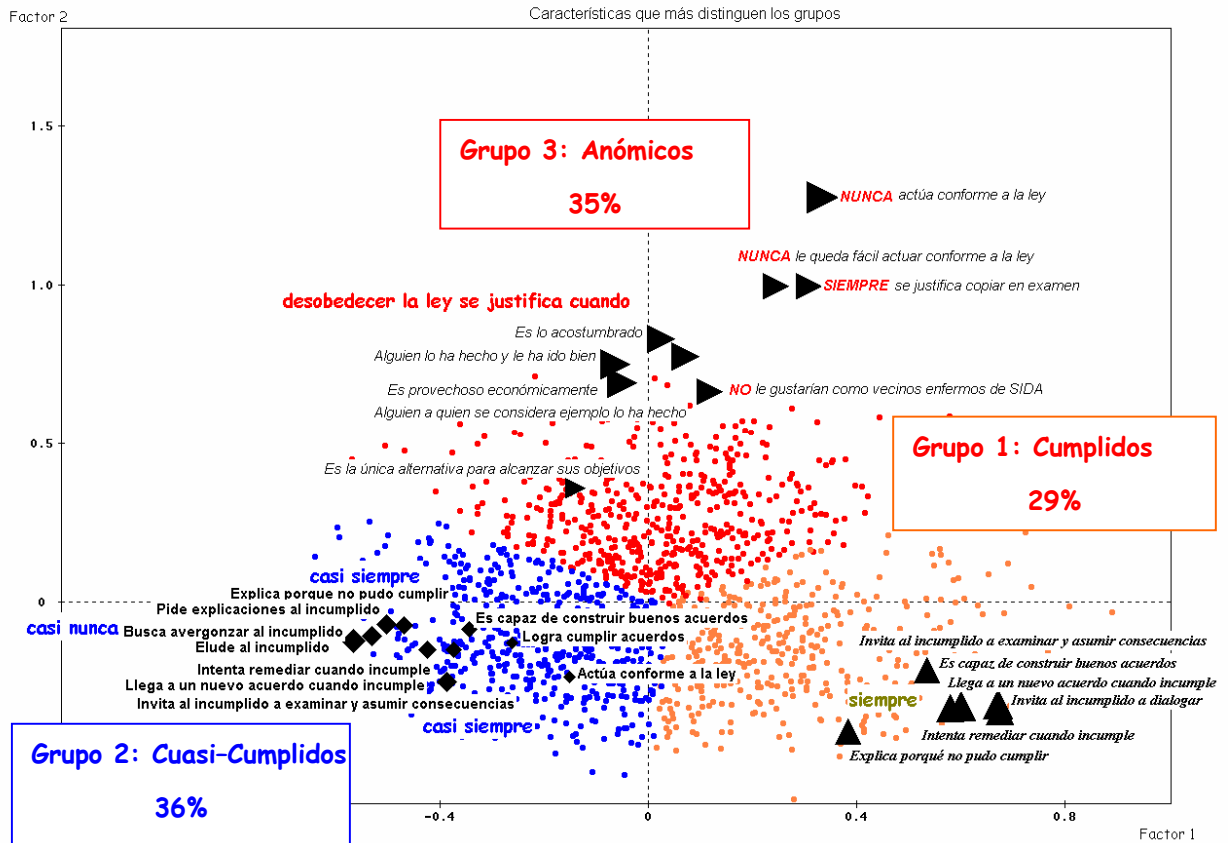 Factor 2
Características que más distinguen los grupos
1.5
Grupo 3: Anómicos
35%
NUNCA actúa conforme a la ley
NUNCA le queda fácil actuar conforme a la ley
1.0
SIEMPRE se justifica copiar en examen
desobedecer la ley se justifica cuando
Es lo acostumbrado
Alguien lo ha hecho y le ha ido bien
Es provechoso económicamente
NO le gustarían como vecinos enfermos de SIDA
Alguien a quien se considera ejemplo lo ha hecho
0.5
Grupo 1: Cumplidos
29%
Es la única alternativa para alcanzar sus objetivos
casi siempre
Explica porque no pudo cumplir
0
Pide explicaciones al incumplido
Es capaz de construir buenos acuerdos
casi nunca
Busca avergonzar al incumplido
Logra cumplir acuerdos
Elude al incumplido
Invita al incumplido a examinar y asumir consecuencias
Es capaz de construir buenos acuerdos
Intenta remediar cuando incumple
Actúa conforme a la ley
Llega a un nuevo acuerdo cuando incumple
Llega a un nuevo acuerdo cuando incumple
Invita al incumplido a examinar y asumir consecuencias
siempre
Invita al incumplido a dialogar
casi siempre
Intenta remediar cuando incumple
Explica porqué no pudo cumplir
Grupo 2: Cuasi-Cumplidos
36%
-0.4
0
0.4
0.8
Factor 1